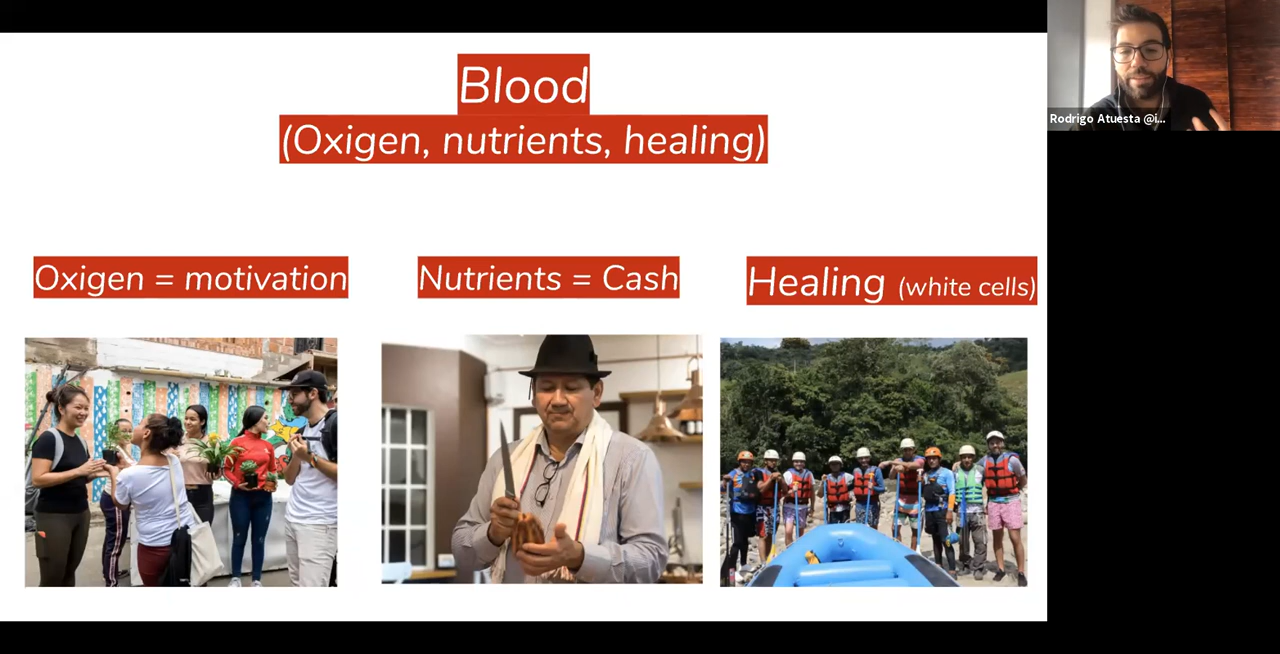 Blood
(Oxigen, nutrients, healing)
Oxigen = motivation
Nutrients = Cash
Healing (white cells)
Rodrigo Atuesta @i...